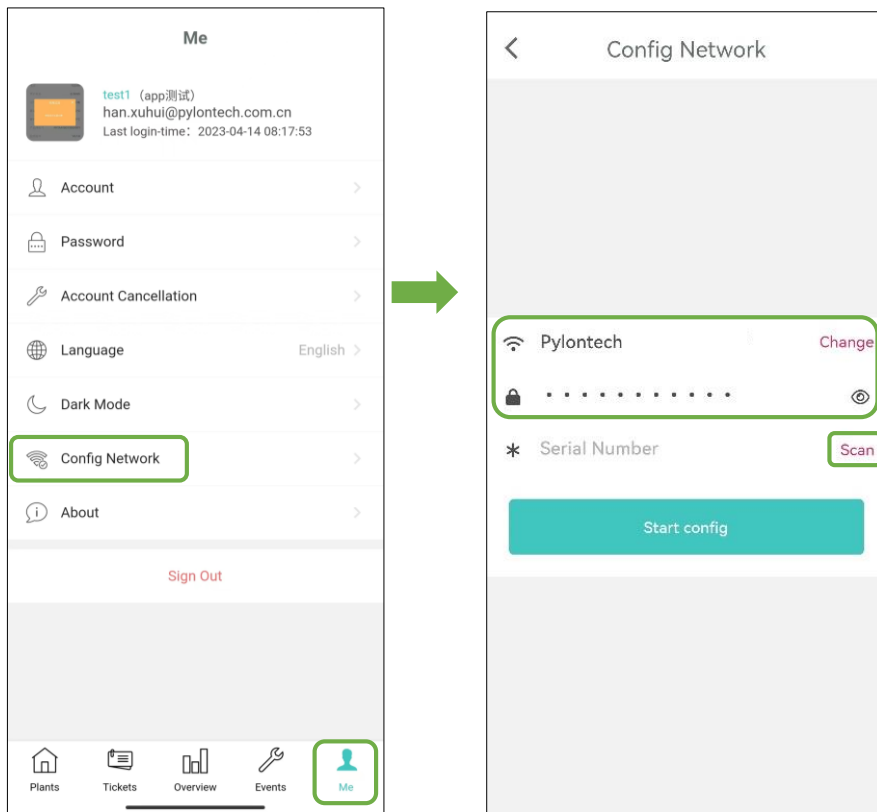 Me
test1 (app测试)
han.xuhui@pylontech.com.cn
Last login-time: 2023-04-14 08:17:53
Account
Password
Account Cancellation
Language English
Dark Mode
Config Network
About
Sign Out
Plants Tickets Overview Events Me
Config Network
Pylontech Change
Serial Number Scan
Start config